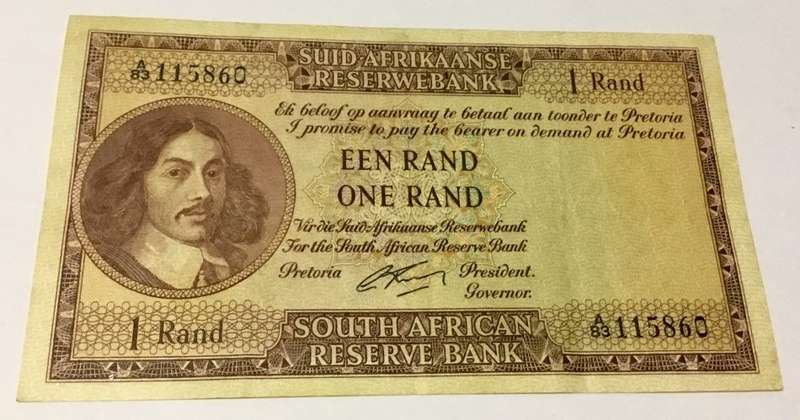 SUID-AFRIKAANSE
RESERWEBANK
A/83 115860
1 Rand
Ek beloof op aanvraag te betaal aan toonder te Pretoria
I promise to pay the bearer on demand at Pretoria
EEN RAND
ONE RAND
Vir die Suid-Afrikaanse Reserwebank
For the South African Reserve Bank
Pretoria
President.
Governor.
1 Rand
SOUTH AFRICAN
RESERVE BANK
A/83 115860